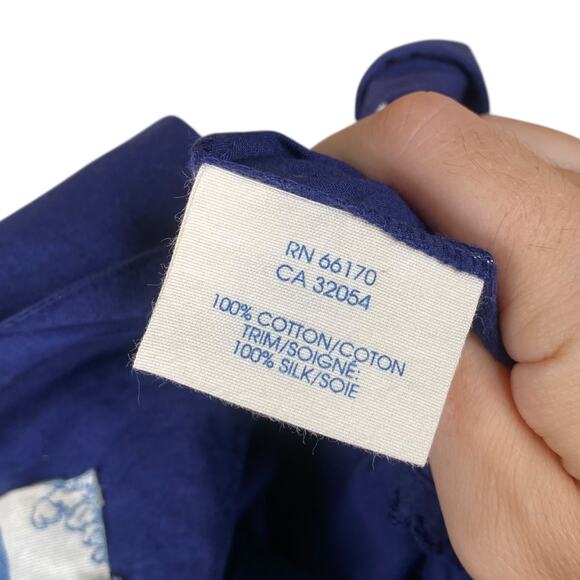 RN 66170
CA 32054
100% COTTON/COTON
TRIM/SOIGNÉ:
100% SILK/SOIE